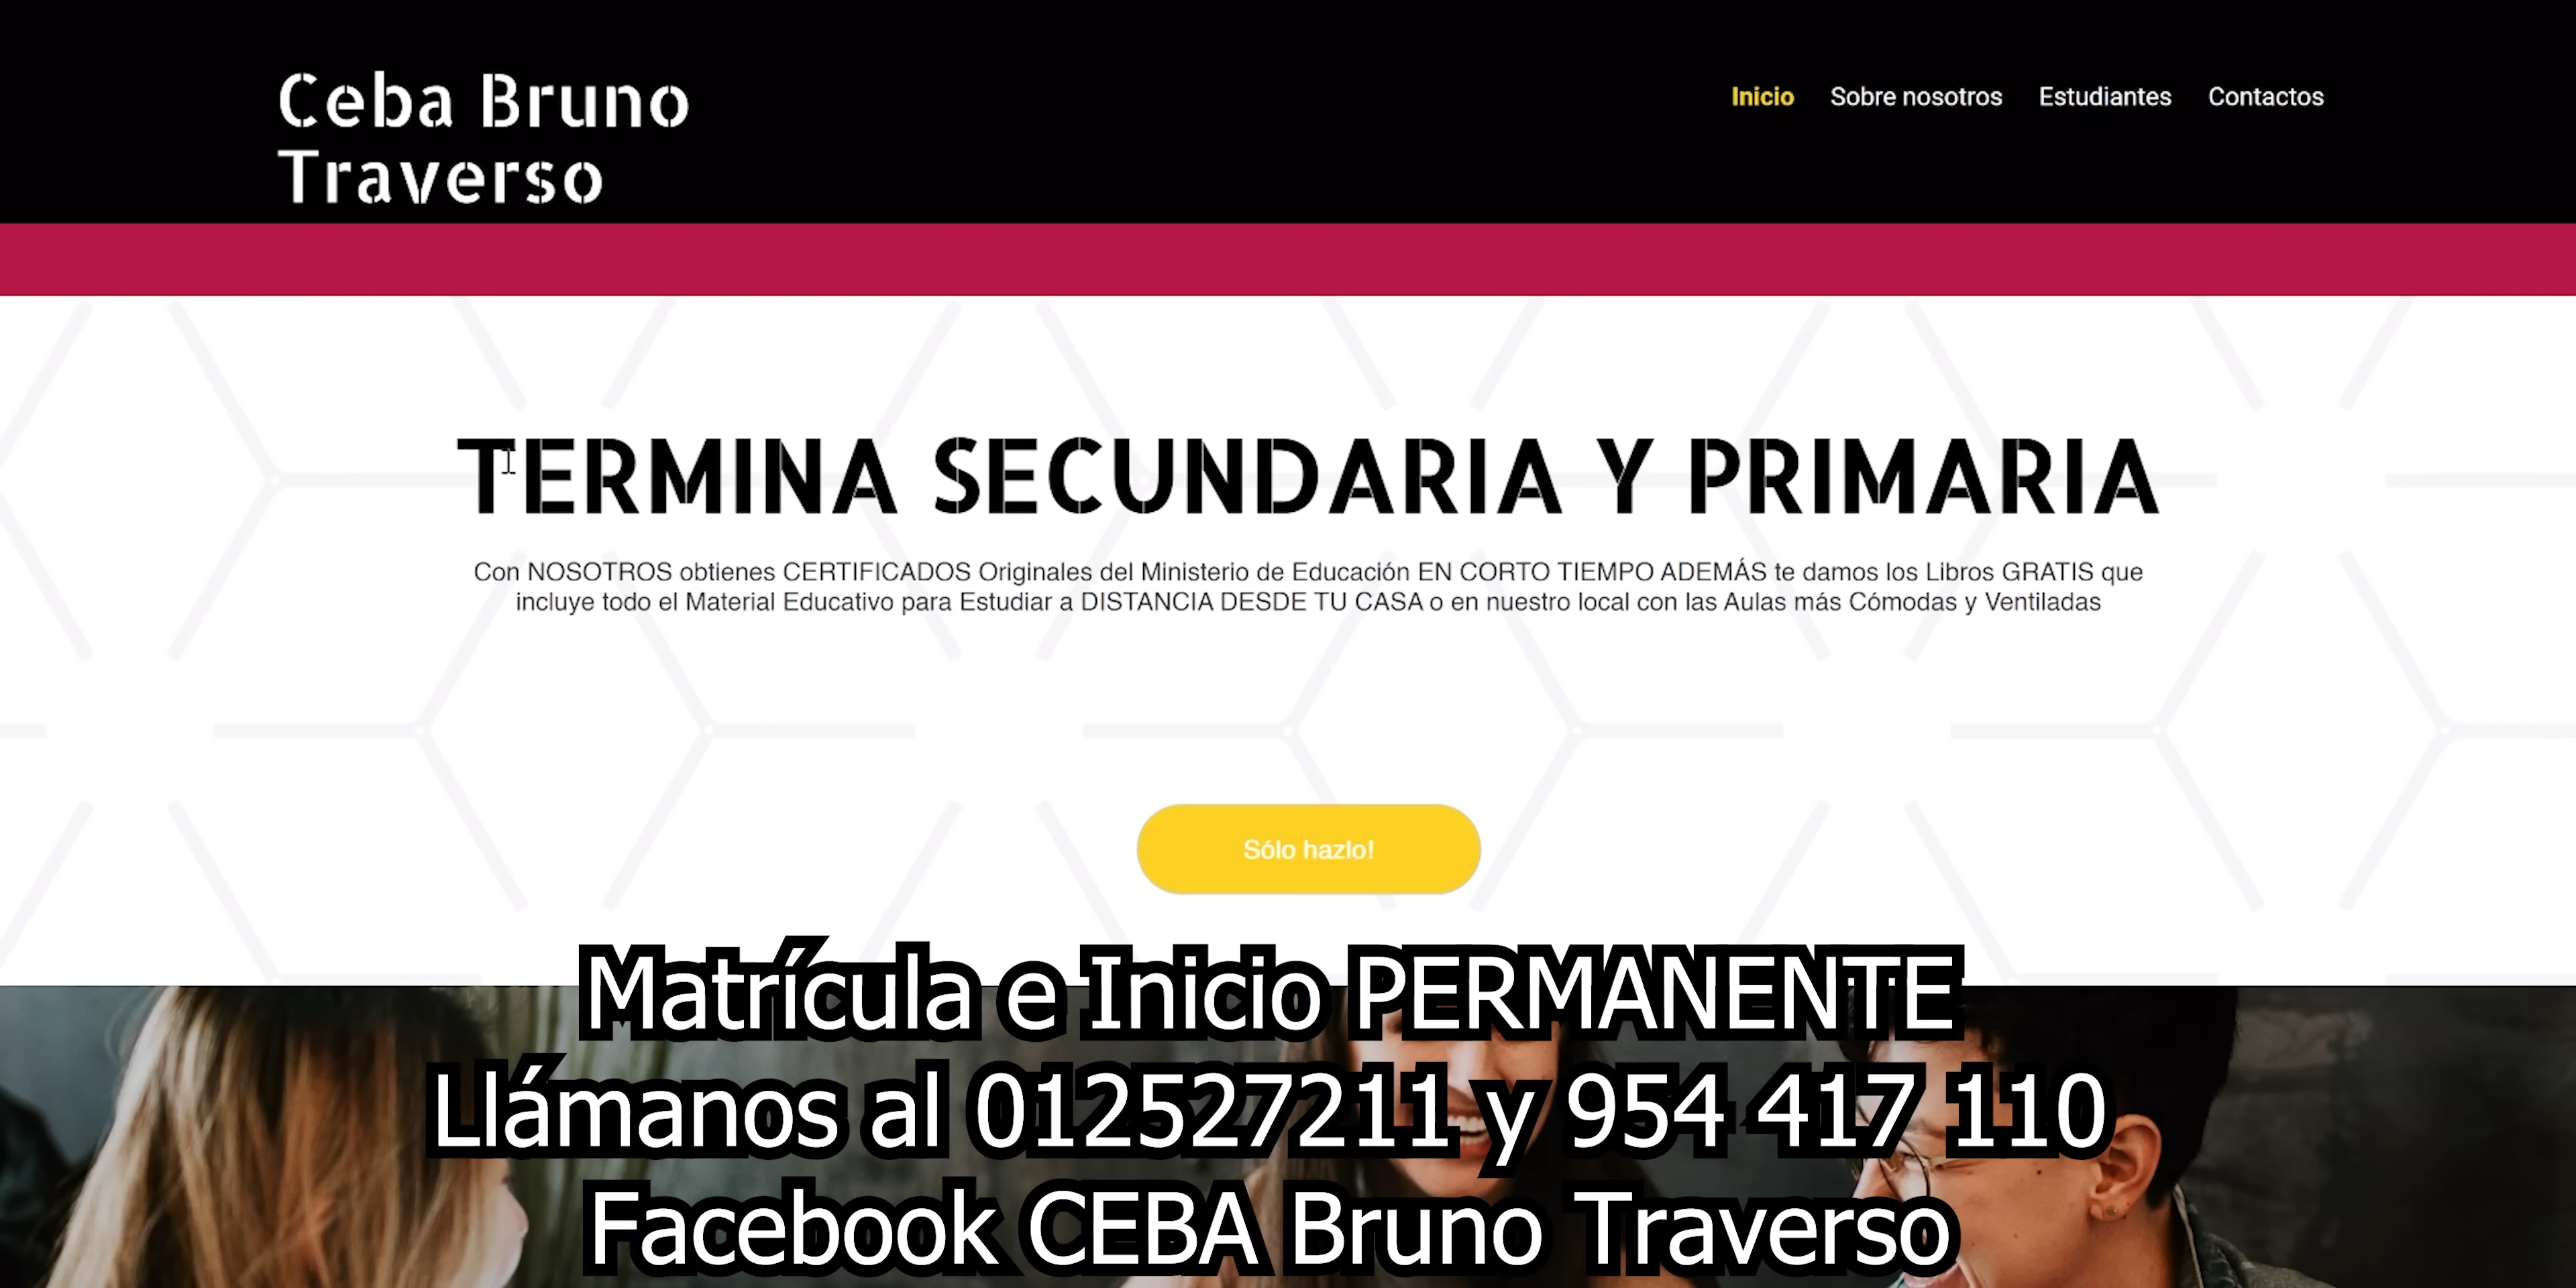 Ceba Bruno
Traverso
Inicio Sobre nosotros Estudiantes Contactos
TERMINA SECUNDARIA Y PRIMARIA
Con NOSOTROS obtienes CERTIFICADOS Originales del Ministerio de Educación EN CORTO TIEMPO ADEMÁS te damos los Libros GRATIS que
incluye todo el Material Educativo para Estudiar a DISTANCIA DESDE TU CASA o en nuestro local con las Aulas más Cómodas y Ventiladas
Sólo hazlo!
Matrícula e Inicio PERMANENTE
Llámanos al 012527211 y 954 417 110
Facebook CEBA Bruno Traverso